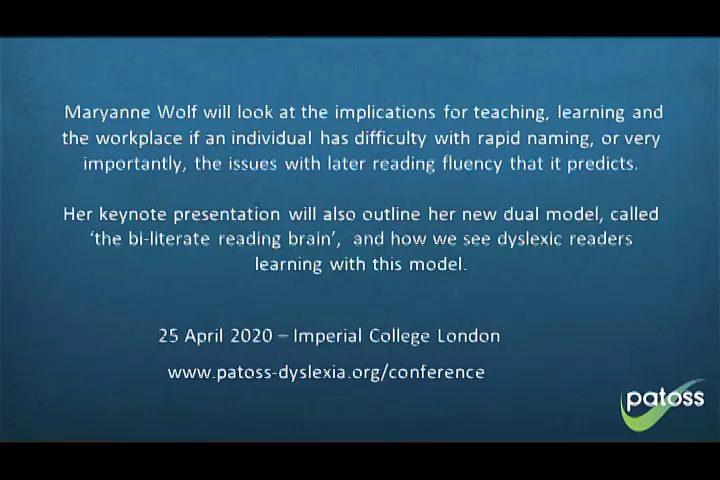 Maryanne Wolf will look at the implications for teaching, learning and
the workplace if an individual has difficulty with rapid naming, or very
importantly, the issues with later reading fluency that it predicts.
Her keynote presentation will also outline her new dual model, called
‘the bi-literate reading brain’, and how we see dyslexic readers
learning with this model.
25 April 2020 – Imperial College London
www.patoss-dyslexia.org/conference
patoss